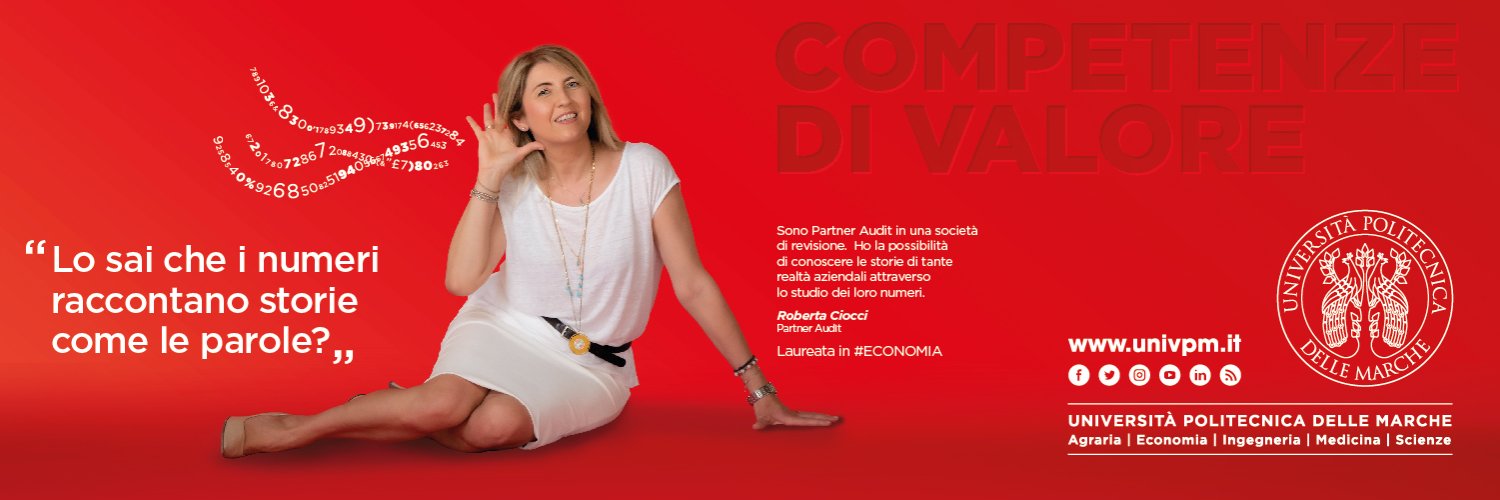 COMPETENZE
DI VALORE
“Lo sai che i numeri
raccontano storie
come le parole?„
Sono Partner Audit in una società
di revisione. Ho la possibilità
di conoscere le storie di tante
realtà aziendali attraverso
lo studio dei loro numeri.
Roberta Ciocci
Partner Audit
Laureata in #ECONOMIA
UNIVERSITÀ POLITECNICA
DELLE MARCHE
www.univpm.it
UNIVERSITÀ POLITECNICA DELLE MARCHE
Agraria | Economia | Ingegneria | Medicina | Scienze